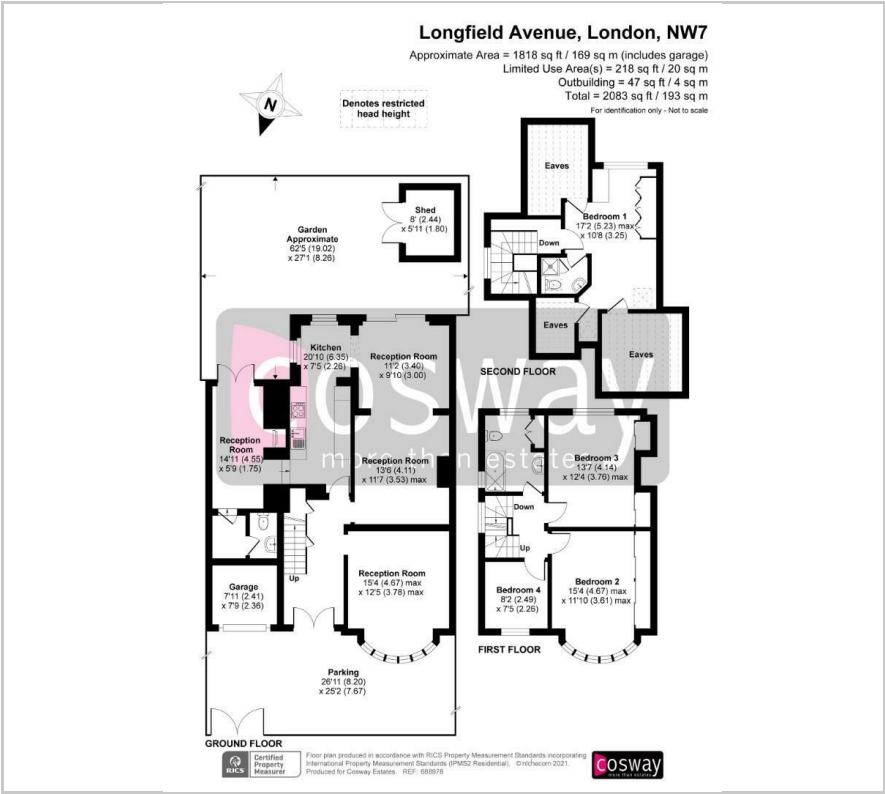 Longfield Avenue, London, NW7
Approximate Area = 1818 sq ft / 169 sq m (includes garage)
Limited Use Area(s) = 218 sq ft / 20 sq m
Outbuilding = 47 sq ft / 4 sq m
Total = 2083 sq ft / 193 sq m
For identification only - Not to scale
N
Denotes restricted
head height
Eaves
Bedroom 1
17'2 (5.23) max
x 10'8 (3.25)
Down
Eaves
Eaves
SECOND FLOOR
Shed
8' (2.44)
x 5'11 (1.80)
Garden
Approximate
62'5 (19.02)
x 27'1 (8.26)
Kitchen
20'10 (6.35)
x 7'5 (2.26)
Reception Room
11'2 (3.40)
x 9'10 (3.00)
cosway
more than estate
Reception
Room
14'11 (4.55)
x 5'9 (1.75)
Reception Room
13'6 (4.11)
x 11'7 (3.53) max
Bedroom 3
13'7 (4.14)
x 12'4 (3.76) max
Down
Up
Up
Garage
7'11 (2.41)
x 7'9 (2.36)
Reception Room
15'4 (4.67) max
x 12'5 (3.78) max
Bedroom 4
8'2 (2.49)
x 7'5 (2.26)
Bedroom 2
15'4 (4.67) max
x 11'10 (3.61) max
FIRST FLOOR
Parking
26'11 (8.20)
x 25'2 (7.67)
GROUND FLOOR
RICS
Certified
Property
Measurer
Floor plan produced in accordance with RICS Property Measurement Standards incorporating
International Property Measurement Standards (IPMS2 Residential). ©nichecom 2021.
Produced for Cosway Estates. REF: 688978
cosway
more than estates